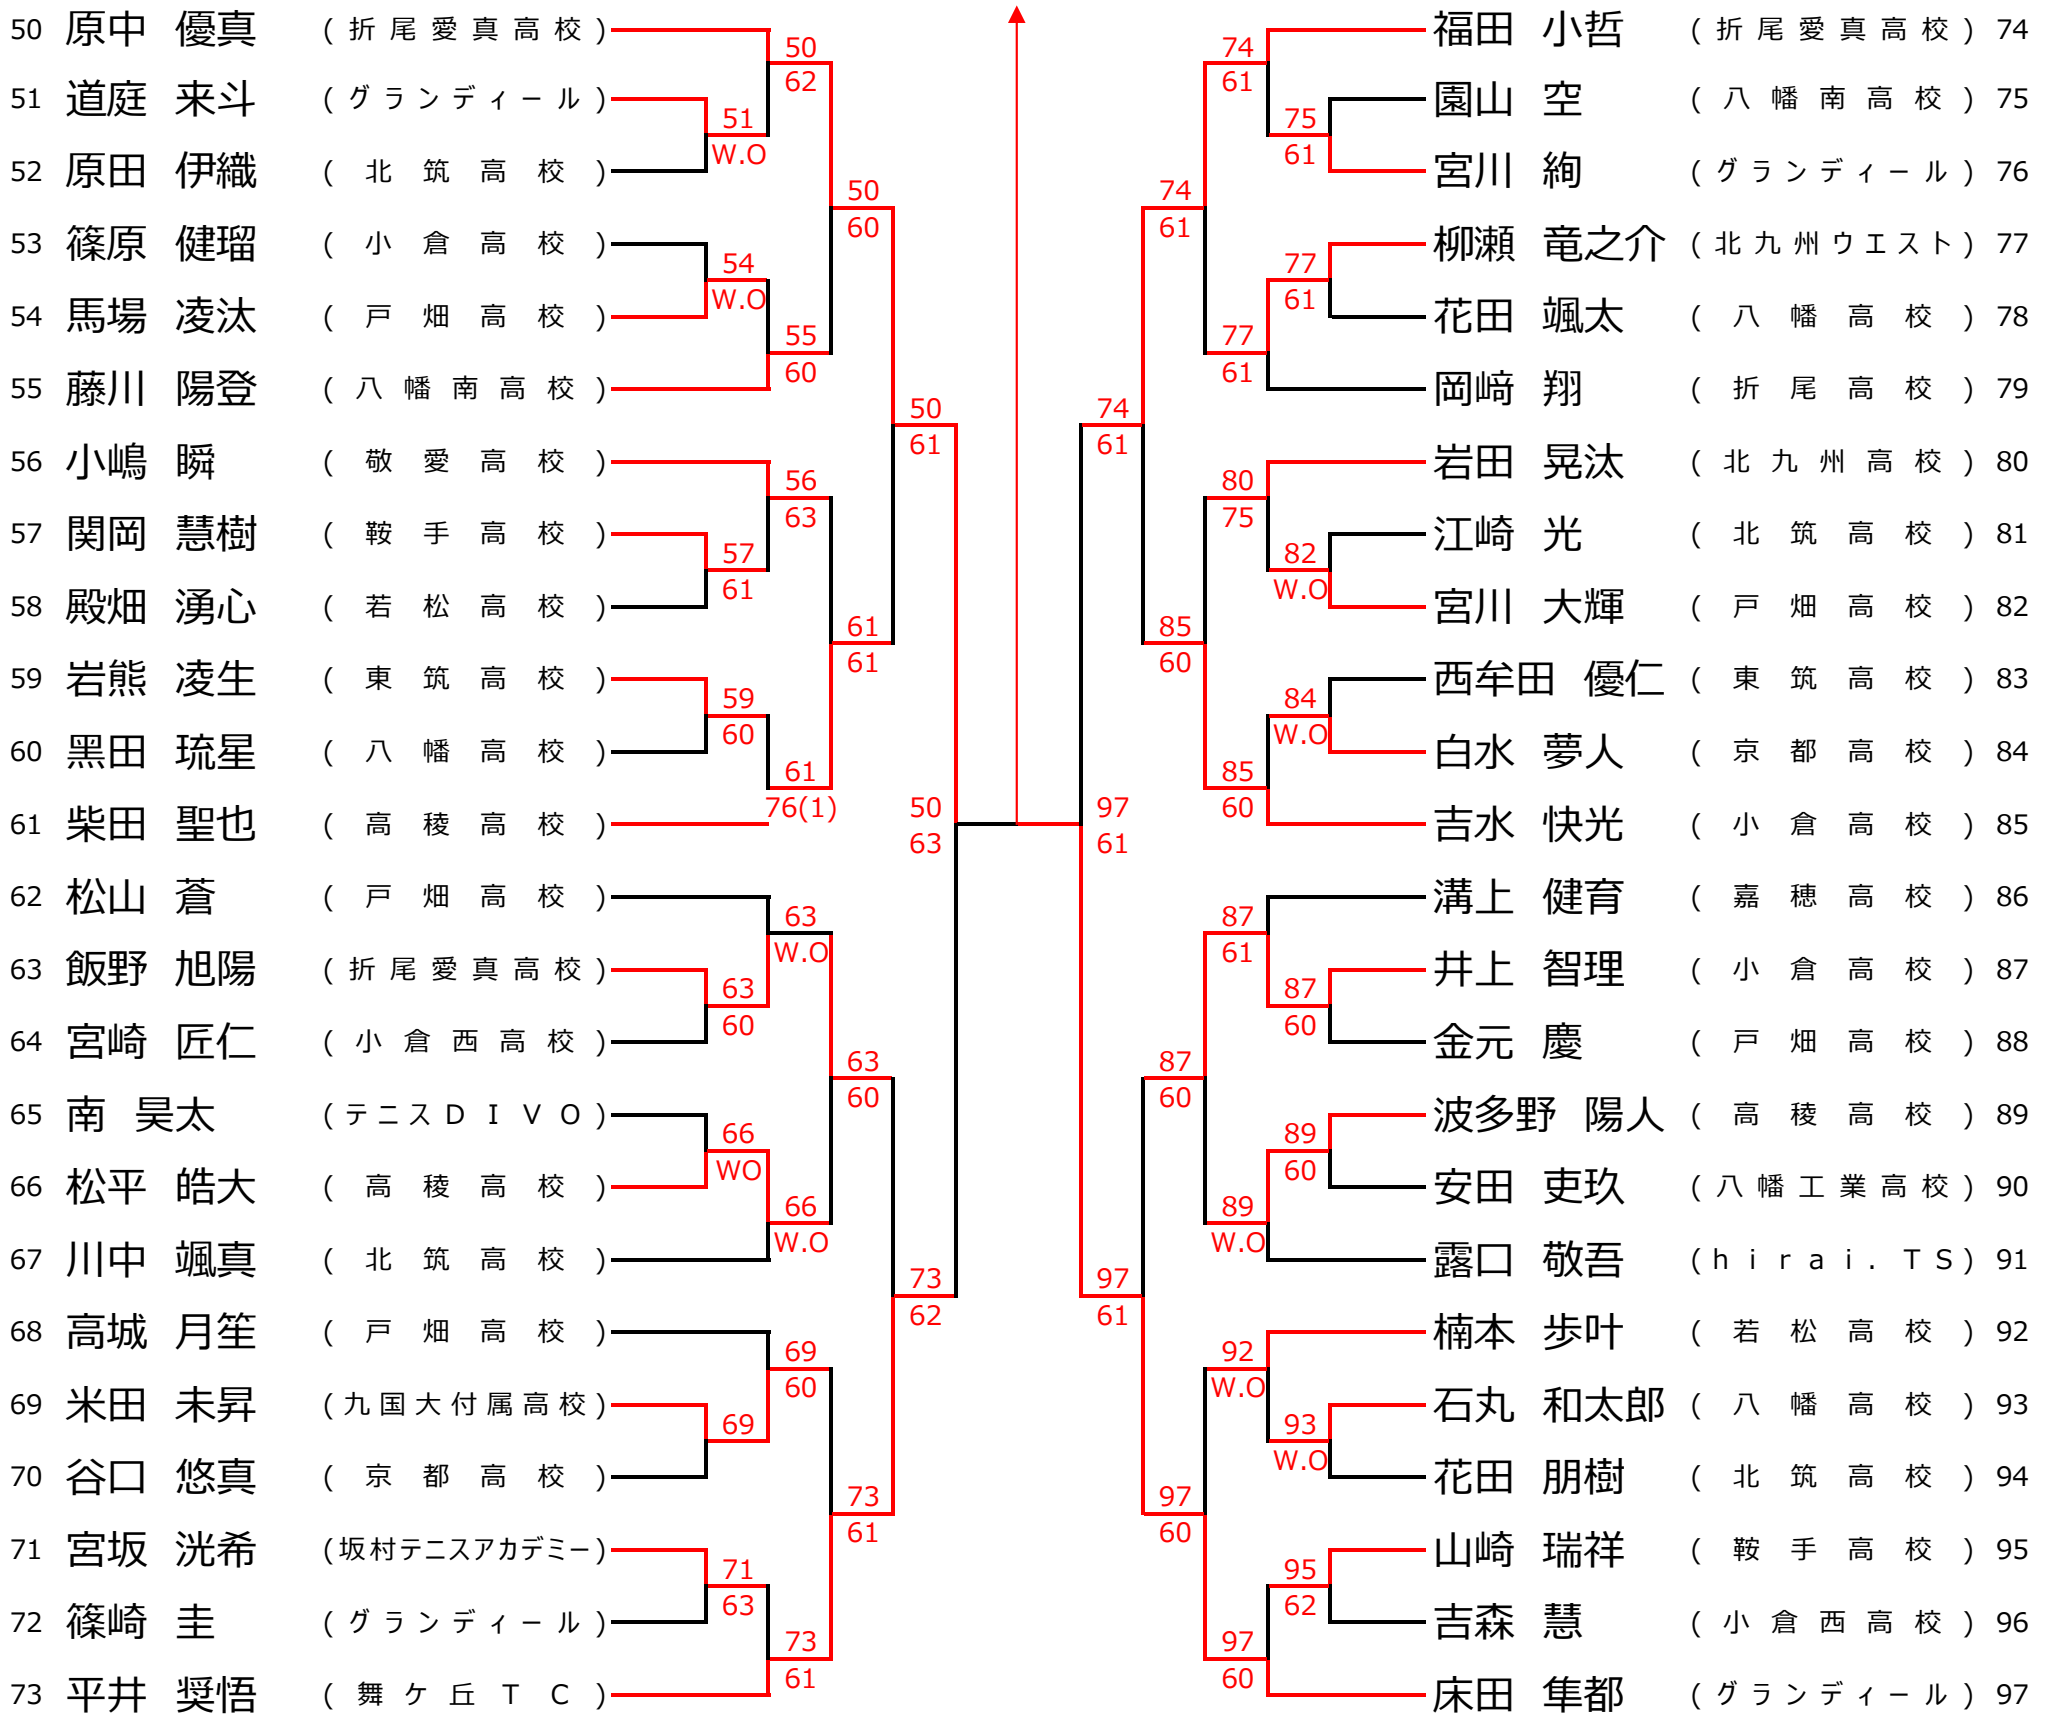 50 原中 優真 (折尾愛真高校)
51 道庭 来斗 (グランディール)
52 原田 伊織 (北筑高校)
53 篠原 健瑠 (小倉高校)
54 馬場 凌汰 (戸畑高校)
55 藤川 陽登 (八幡南高校)
56 小嶋 瞬 (敬愛高校)
57 関岡 慧樹 (鞍手高校)
58 殿畑 湧心 (若松高校)
59 岩熊 凌生 (東筑高校)
60 黒田 琉星 (八幡高校)
61 柴田 聖也 (高稜高校)
62 松山 蒼 (戸畑高校)
63 飯野 旭陽 (折尾愛真高校)
64 宮崎 匠仁 (小倉西高校)
65 南 昊太 (テニスDIVO)
66 松平 皓大 (高稜高校)
67 川中 颯真 (北筑高校)
68 高城 月笙 (戸畑高校)
69 米田 未昇 (九国大付属高校)
70 谷口 悠真 (京都高校)
71 宮坂 洸希 (坂村テニスアカデミー)
72 篠崎 圭 (グランディール)
73 平井 奨悟 (舞ケ丘TC)
51
W.O
54
W.O
57
61
59
60
63
60
66
WO
69
71
63
50
62
55
60
56
63
61
76(1)
63
W.O
66
W.O
69
60
73
61
50
60
61
61
63
60
73
61
50
61
73
62
50
63
97
61
74
61
97
61
74
61
85
60
87
60
97
60
74
61
77
61
80
75
85
60
87
61
89
W.O
92
W.O
97
60
75
61
77
61
82
W.O
84
W.O
87
60
89
60
93
W.O
95
62
福田 小哲 (折尾愛真高校) 74
園山 空 (八幡南高校) 75
宮川 絢 (グランディール) 76
柳瀬 竜之介 (北九州ウエスト) 77
花田 颯太 (八幡高校) 78
岡﨑 翔 (折尾高校) 79
岩田 晃汰 (北九州高校) 80
江崎 光 (北筑高校) 81
宮川 大輝 (戸畑高校) 82
西牟田 優仁 (東筑高校) 83
白水 夢人 (京都高校) 84
吉水 快光 (小倉高校) 85
溝上 健育 (嘉穂高校) 86
井上 智理 (小倉高校) 87
金元 慶 (戸畑高校) 88
波多野 陽人 (高稜高校) 89
安田 吏玖 (八幡工業高校) 90
露口 敬吾 (hirai.TS) 91
楠本 歩叶 (若松高校) 92
石丸 和太郎 (八幡高校) 93
花田 朋樹 (北筑高校) 94
山崎 瑞祥 (鞍手高校) 95
吉森 慧 (小倉西高校) 96
床田 隼都 (グランディール) 97